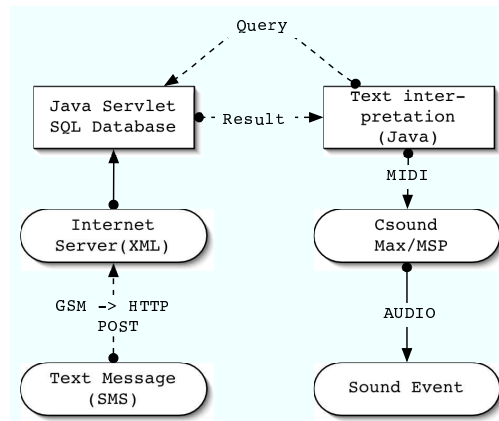 Query
Java Servlet
SQL Database
Result
Text inter-
pretation
(Java)
MIDI
Internet
Server(XML)
Csound
Max/MSP
GSM -> HTTP
POST
AUDIO
Text Message
(SMS)
Sound Event